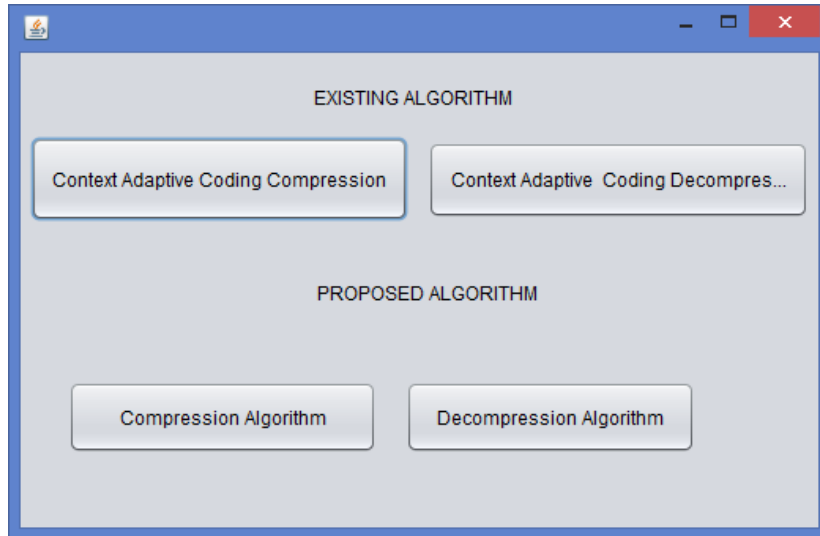 EXISTING ALGORITHM
Context Adaptive Coding Compression
Context Adaptive  Coding Decompres...
PROPOSED ALGORITHM
Compression Algorithm
Decompression Algorithm